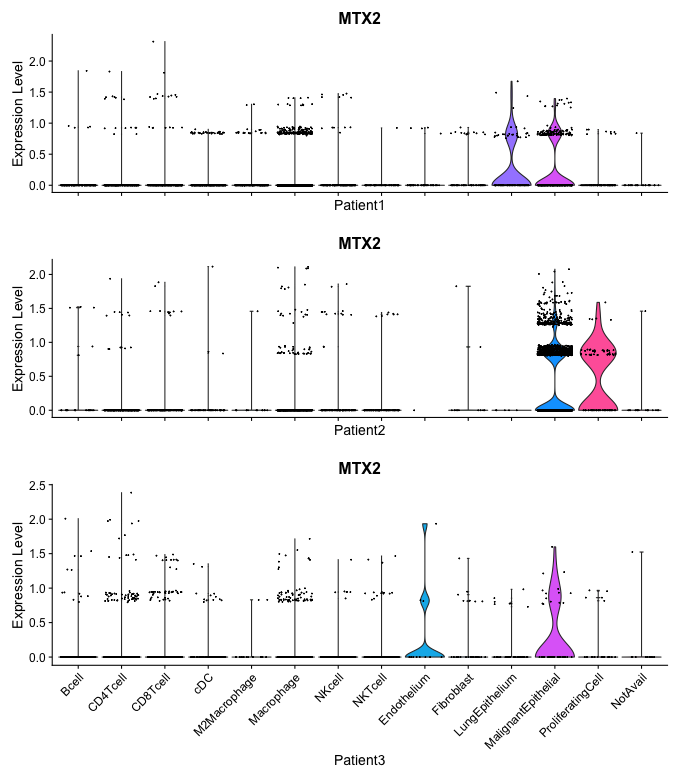 MTX2
Expression Level
2.0
1.5
1.0
0.5
0.0
Patient1
MTX2
Expression Level
2.0
1.5
1.0
0.5
0.0
Patient2
MTX2
Expression Level
2.5
2.0
1.5
1.0
0.5
0.0
Bcell
CD4Tcell
CD8Tcell
cDC
M2Macrophage
Macrophage
NKcell
NKTcell
Endothelium
Fibroblast
LungEpithelium
MalignantEpithelial
ProliferatingCell
NotAvail
Patient3